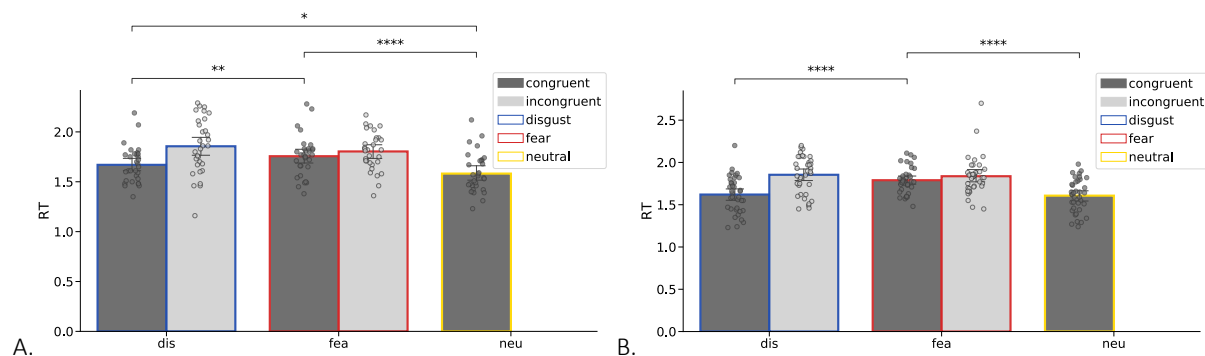 *
****
**
congruent
incongruent
disgust
fear
neutral
2.0
1.5
1.0
0.5
0.0
RT
dis
fea
neu
A.
****
****
congruent
incongruent
disgust
fear
neutral
2.5
2.0
1.5
1.0
0.5
0.0
RT
dis
fea
neu
B.